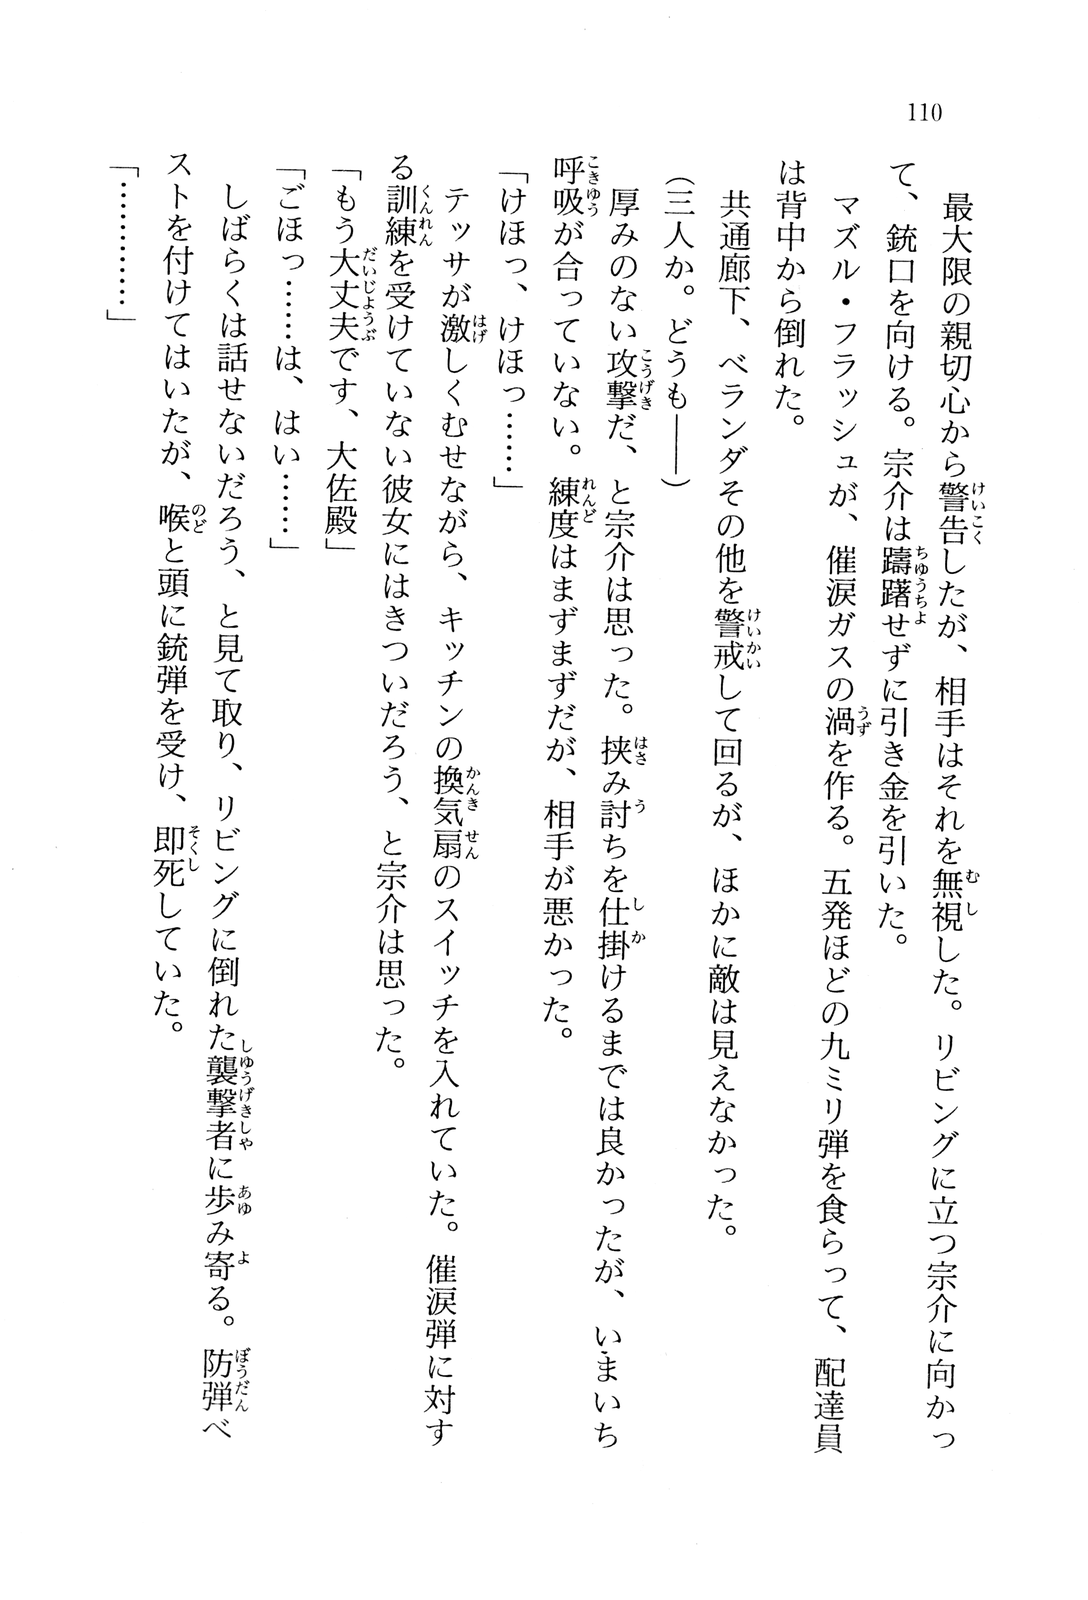 110
　最大限の親切心から警告したが、相手はそれを無視した。リビングに立つ宗介に向かっ
て、銃口を向ける。宗介は躊躇せずに引き金を引いた。
　マズル・フラッシュが、催涙ガスの渦を作る。五発ほどの九ミリ弾を食らって、配達員
は背中から倒れた。
　共通廊下、ベランダその他を警戒して回るが、ほかに敵は見えなかった。
（三人か。どうも――）
　厚みのない攻撃だ、と宗介は思った。挟み討ちを仕掛けるまでは良かったが、いまいち
呼吸が合っていない。練度はまずまずだが、相手が悪かった。
「けほっ、けほっ……」
　テッサが激しくむせながら、キッチンの換気扇のスイッチを入れていた。催涙弾に対す
る訓練を受けていない彼女にはきついだろう、と宗介は思った。
「もう大丈夫です、大佐殿」
「ごほっ……は、はい……」
　しばらくは話せないだろう、と見て取り、リビングに倒れた襲撃者に歩み寄る。防弾ベ
ストを付けてはいたが、喉と頭に銃弾を受け、即死していた。
「…………」